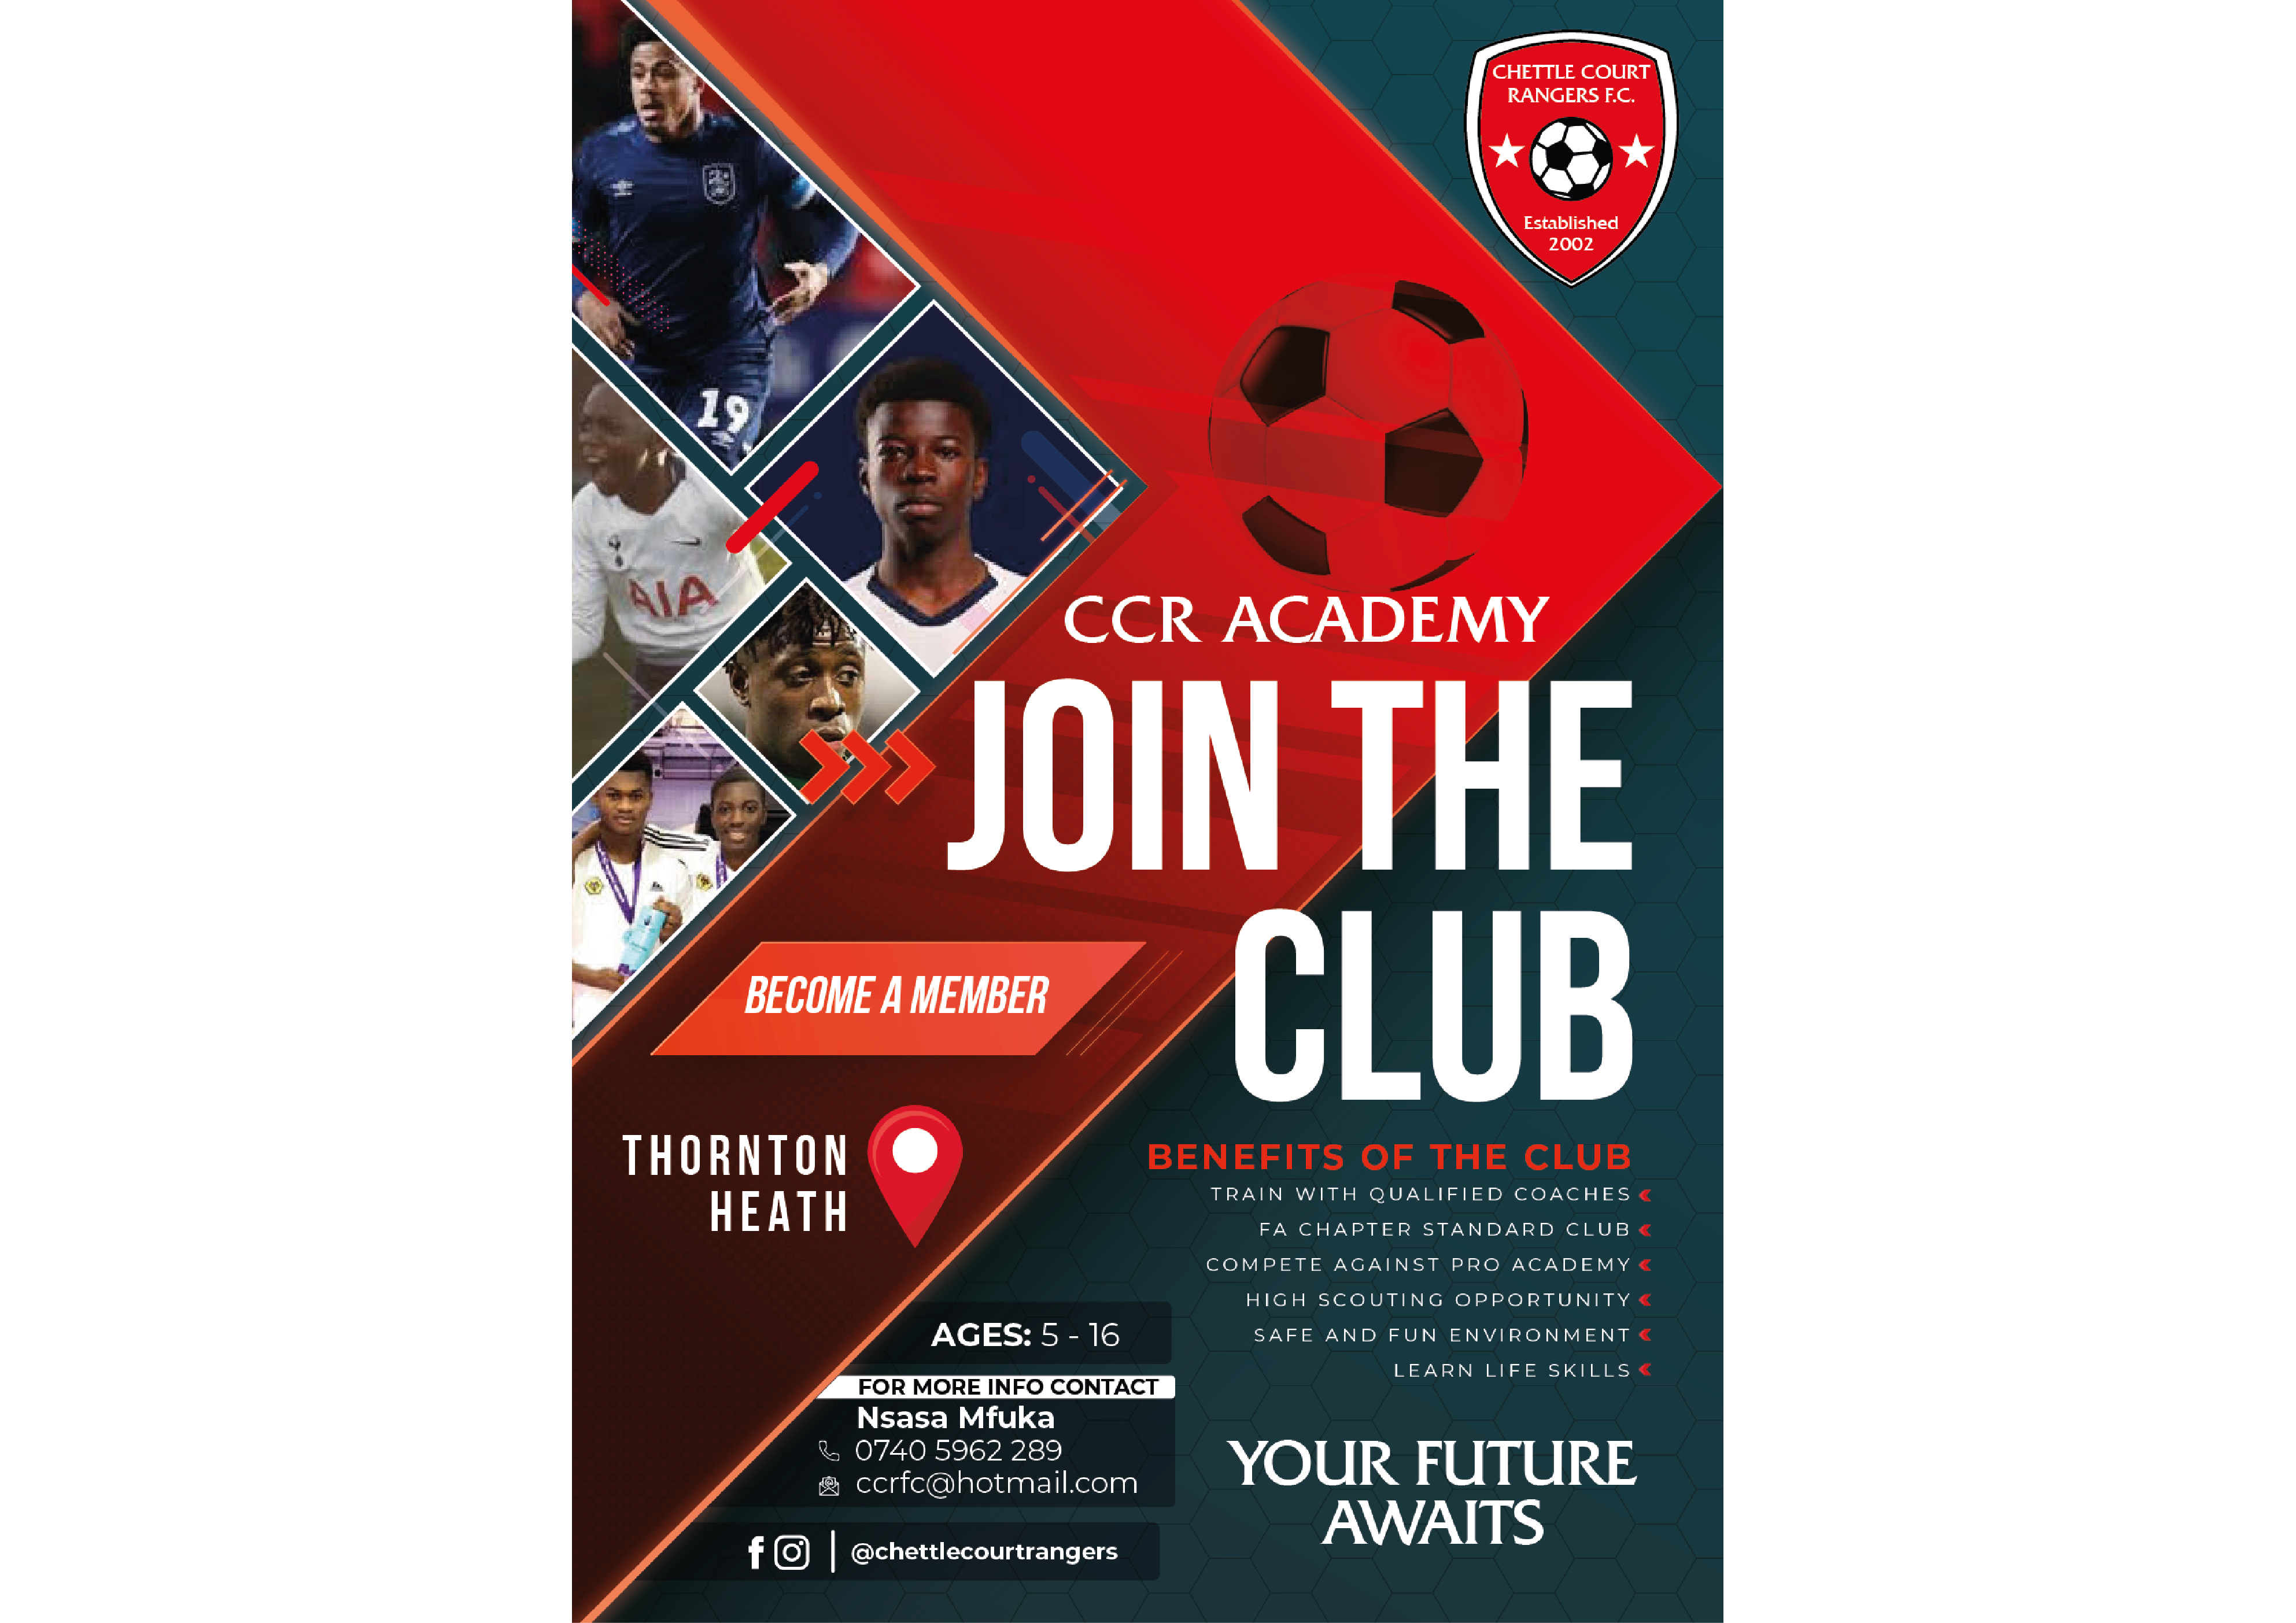 CHETTLE COURT
RANGERS F.C.
Established
2002
19
AIA
CCR ACADEMY
JOIN THE
CLUB
BECOME A MEMBER
THORNTON
HEATH
BENEFITS OF THE CLUB
TRAIN WITH QUALIFIED COACHES
FA CHAPTER STANDARD CLUB
COMPETE AGAINST PRO ACADEMY
HIGH SCOUTING OPPORTUNITY
SAFE AND FUN ENVIRONMENT
LEARN LIFE SKILLS
AGES: 5 - 16
FOR MORE INFO CONTACT
Nsasa Mfuka
0740 5962 289
ccrfc@hotmail.com
@chettlecourtrangers
YOUR FUTURE
AWAITS